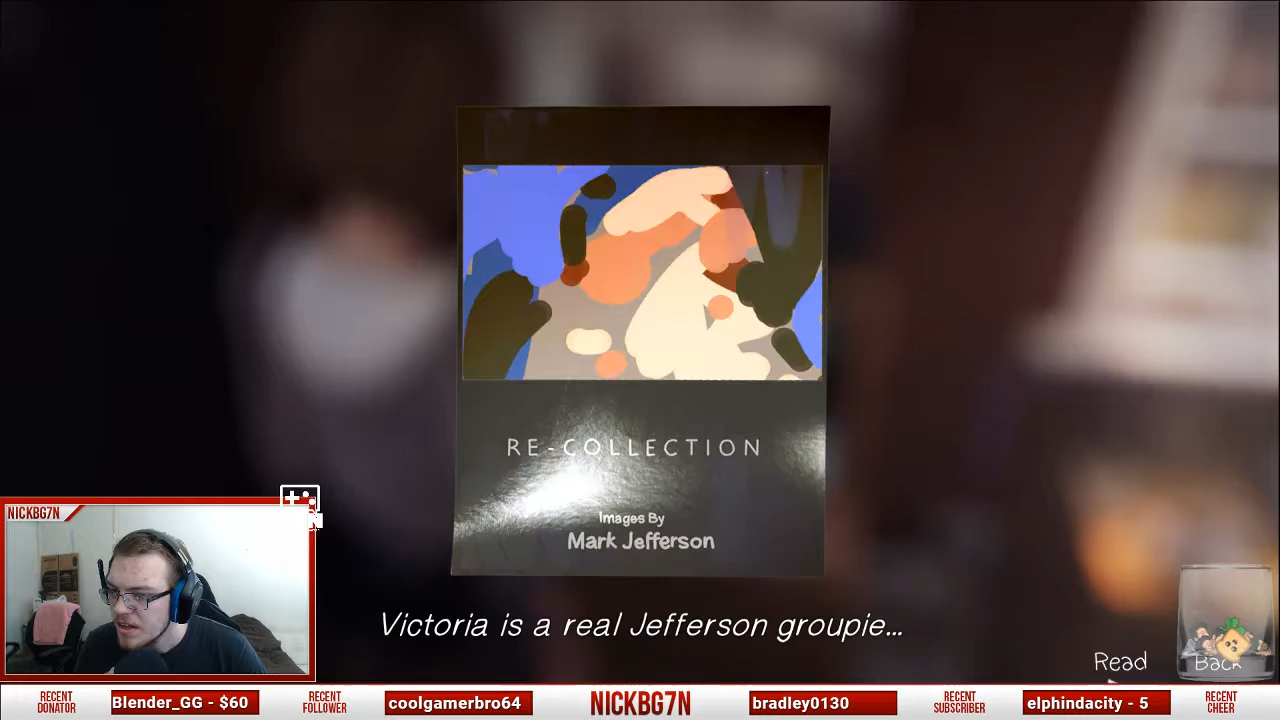 RE-COLLECTION
Images By
Mark Jefferson
NICKBG7N
Victoria is a real Jefferson groupie...
Read
Back
RECENT DONATOR
Blender_GG - $60
RECENT FOLLOWER
coolgamerbro64
NICKBG7N
bradley0130
RECENT SUBSCRIBER
elphindacity - 5
RECENT CHEER